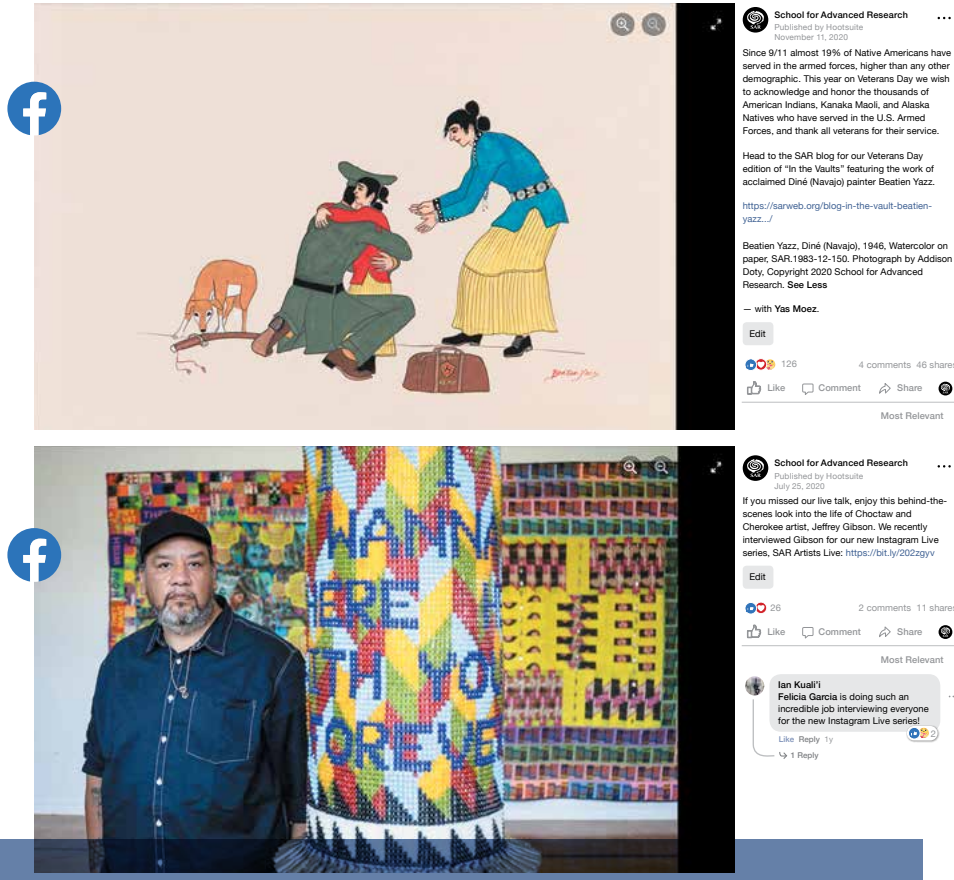 School for Advanced Research
Published by Hootsuite
November 11, 2020
Since 9/11 almost 19% of Native Americans have
served in the armed forces, higher than any other
demographic. This year on Veterans Day we wish
to acknowledge and honor the thousands of
American Indians, Kanaka Maoli, and Alaska
Natives who have served in the U.S. Armed
Forces, and thank all veterans for their service.
Head to the SAR blog for our Veterans Day
edition of “In the Vaults” featuring the work of
acclaimed Diné (Navajo) painter Beatien Yazz.
https://sarweb.org/blog-in-the-vault-beatien-
yazz.../
Beatien Yazz, Diné (Navajo), 1946, Watercolor on
paper, SAR.1983-12-150. Photograph by Addison
Doty, Copyright 2020 School for Advanced
Research. See Less
— with Yas Moez.
Edit
126 4 comments 46 shares
Like Comment Share
Most Relevant
Beatien Yazz
School for Advanced Research
Published by Hootsuite
July 25, 2020
If you missed our live talk, enjoy this behind-the-
scenes look into the life of Choctaw and
Cherokee artist, Jeffrey Gibson. We recently
interviewed Gibson for our new Instagram Live
series, SAR Artists Live: https://bit.ly/202zgyv
Edit
26 2 comments 11 shares
Like Comment Share
Most Relevant
Ian Kuali’i
Felicia Garcia is doing such an
incredible job interviewing everyone
for the new Instagram Live series!
2
Like Reply 1y
1 Reply
I
WANN
HERE
ITH YO
FOREVE